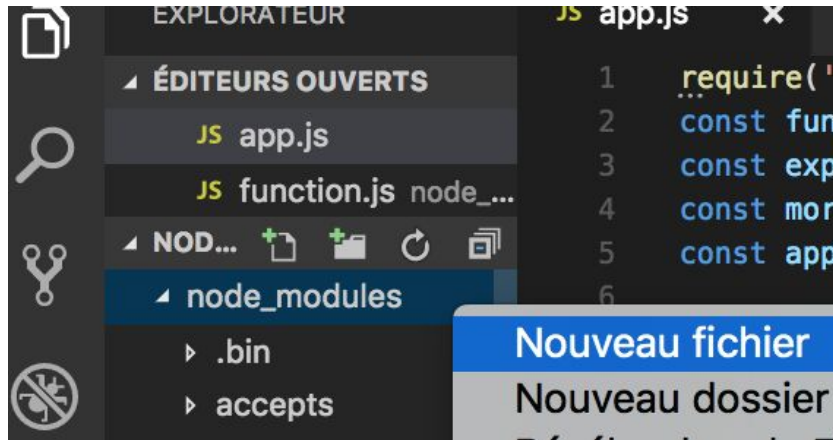 EXPLORATEUR
ÉDITEURS OUVERTS
JS app.js
JS function.js node_...
NOD...
node_modules
.bin
accepts
JS app.js ×
1 require('
2 const fun
3 const exp
4 const mor
5 const app
6
Nouveau fichier
Nouveau dossier